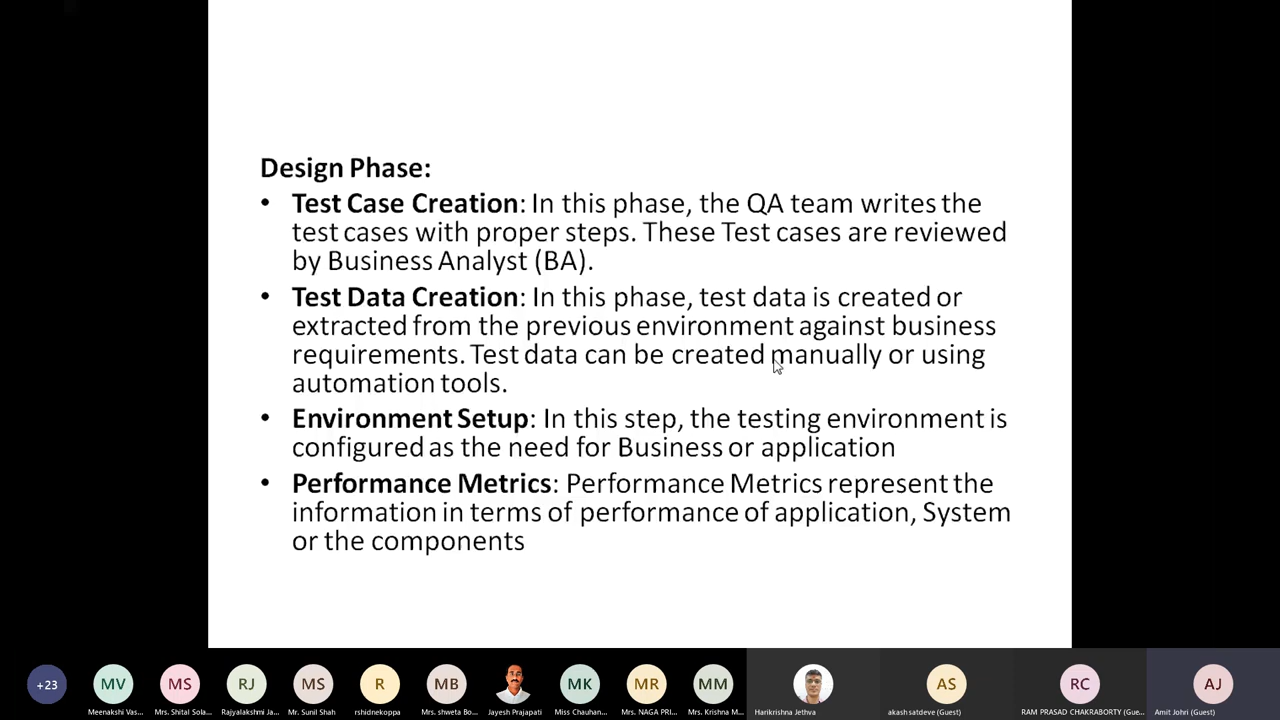 Design Phase:
• Test Case Creation: In this phase, the QA team writes the
test cases with proper steps. These Test cases are reviewed
by Business Analyst (BA).
• Test Data Creation: In this phase, test data is created or
extracted from the previous environment against business
requirements. Test data can be created manually or using
automation tools.
• Environment Setup: In this step, the testing environment is
configured as the need for Business or application
• Performance Metrics: Performance Metrics represent the
information in terms of performance of application, System
or the components
+23 MV MS RJ MS R MB MK MR MM AS RC AJ
Meenakshi Vas... Mrs. Shital Sola... Rajyalakshmi Ja... Mr. Sunil Shah rshidnekoppa Mrs. shweta Bo... Jayesh Prajapati Miss Chauhan... Mrs. NAGA PRI... Mrs. Krishna M... Harikrishna Jethva akash satdeve (Guest) RAM PRASAD CHAKRABORTY (Gue... Amit Johri (Guest)